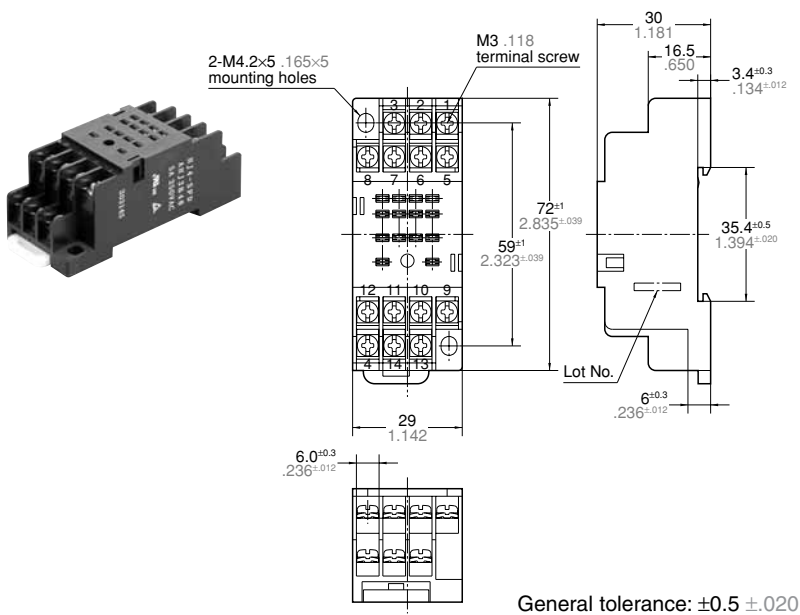 30
1.181
16.5
.650
3.4±0.3
.134±.012
2-M4.2×5 .165×5
mounting holes
M3 .118
terminal screw
3 2 1
8 7 6 5
72±1
2.835±.039
59±1
2.323±.039
35.4±0.5
1.394±.020
12 11 10 9
4 14 13
Lot No.
6±0.3
.236±.012
29
1.142
6.0±0.3
.236±.012
General tolerance: ±0.5 ±.020